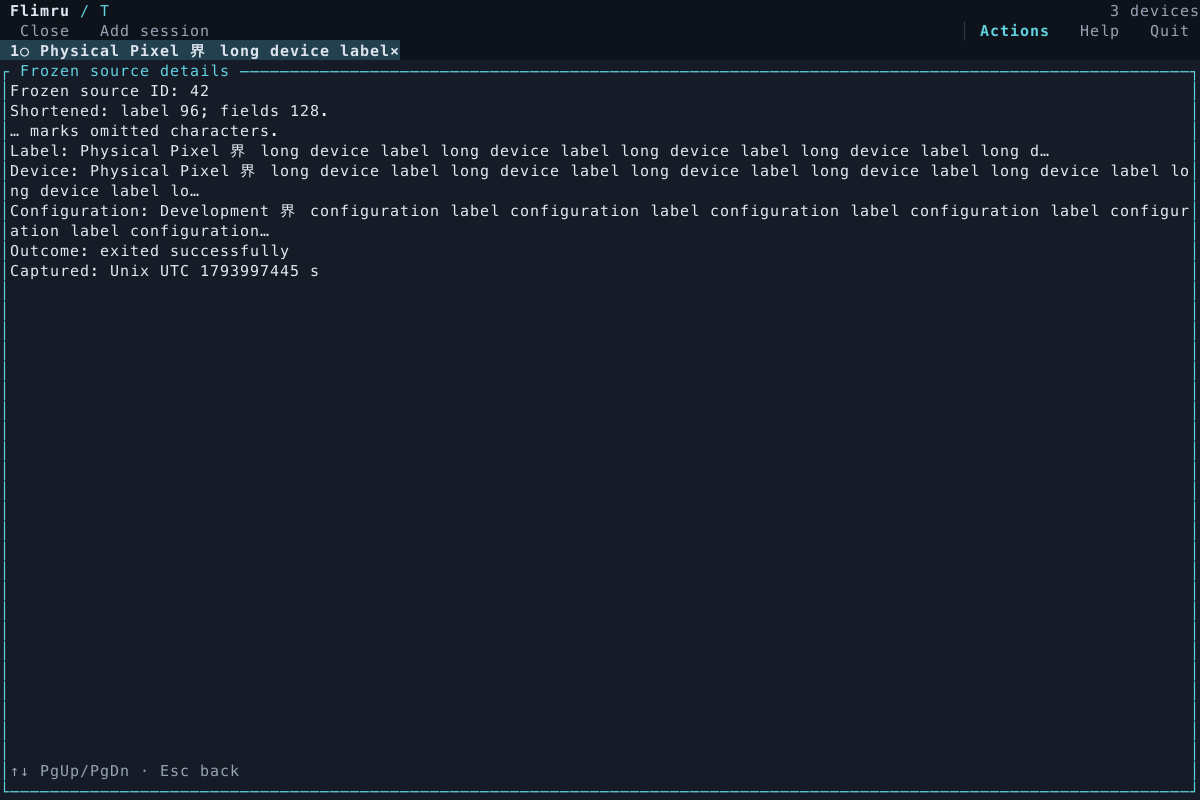 Flimru / T
3 devices
Close Add session
Actions Help Quit
1○ Physical Pixel 界 long device label×
Frozen source details
Frozen source ID: 42
Shortened: label 96; fields 128.
… marks omitted characters.
Label: Physical Pixel 界 long device label long device label long device label long device label long d…
Device: Physical Pixel 界 long device label long device label long device label long device label long device label lo
ng device label lo…
Configuration: Development 界 configuration label configuration label configuration label configuration label configur
ation label configuration…
Outcome: exited successfully
Captured: Unix UTC 1793997445 s
↑↓ PgUp/PgDn · Esc back